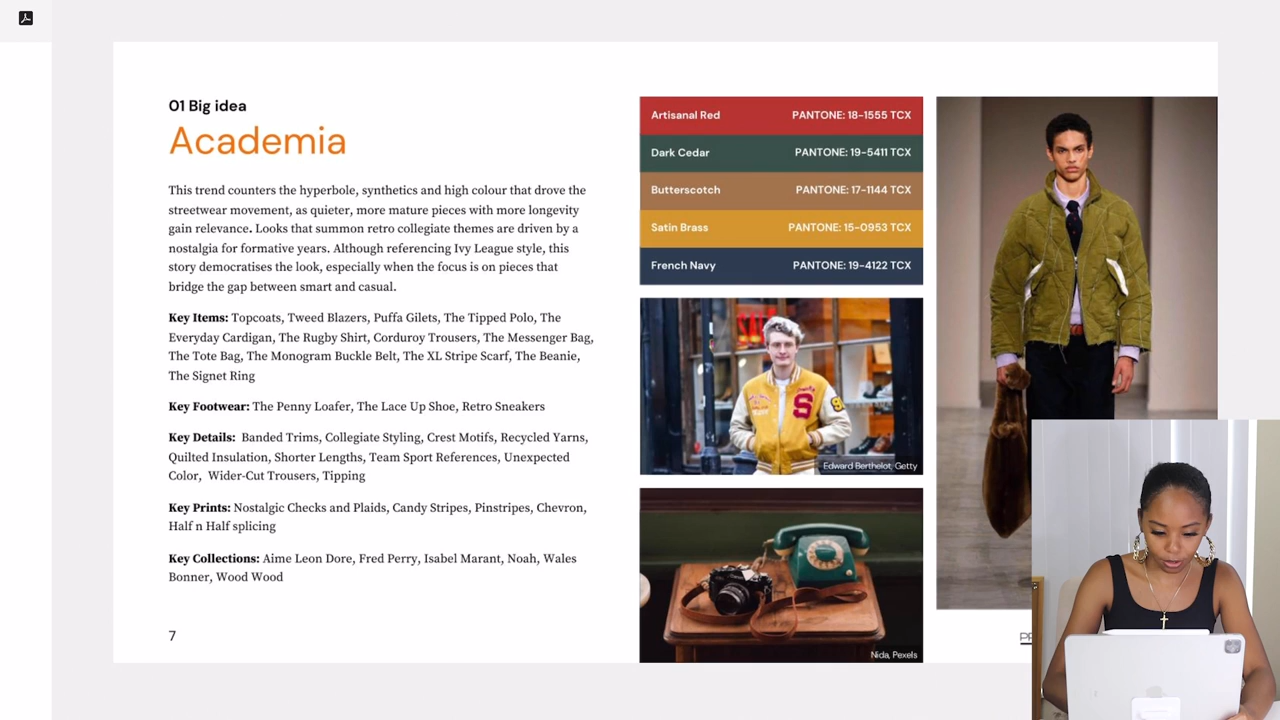 01 Big idea
Academia
This trend counters the hyperbole, synthetics and high colour that drove the
streetwear movement, as quieter, more mature pieces with more longevity
gain relevance. Looks that summon retro collegiate themes are driven by a
nostalgia for formative years. Although referencing Ivy League style, this
story democratises the look, especially when the focus is on pieces that
bridge the gap between smart and casual.
Key Items: Topcoats, Tweed Blazers, Puffa Gilets, The Tipped Polo, The
Everyday Cardigan, The Rugby Shirt, Corduroy Trousers, The Messenger Bag,
The Tote Bag, The Monogram Buckle Belt, The XL Stripe Scarf, The Beanie,
The Signet Ring
Key Footwear: The Penny Loafer, The Lace Up Shoe, Retro Sneakers
Key Details: Banded Trims, Collegiate Styling, Crest Motifs, Recycled Yarns,
Quilted Insulation, Shorter Lengths, Team Sport References, Unexpected
Color, Wider-Cut Trousers, Tipping
Key Prints: Nostalgic Checks and Plaids, Candy Stripes, Pinstripes, Chevron,
Half n Half splicing
Key Collections: Aime Leon Dore, Fred Perry, Isabel Marant, Noah, Wales
Bonner, Wood Wood
7
Artisanal Red PANTONE: 18-1555 TCX
Dark Cedar PANTONE: 19-5411 TCX
Butterscotch PANTONE: 17-1144 TCX
Satin Brass PANTONE: 15-0953 TCX
French Navy PANTONE: 19-4122 TCX
S
Edward Berthelot, Getty
Nida, Pexels